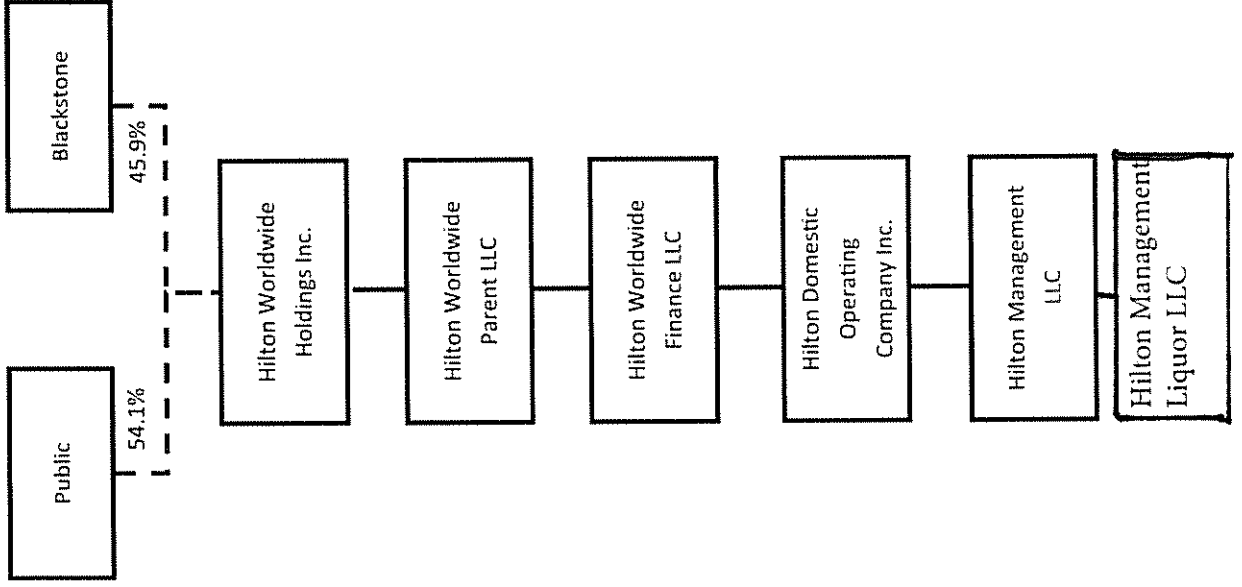 Public
Blackstone
54.1%
45.9%
Hilton Worldwide
Holdings Inc.
Hilton Worldwide
Parent LLC
Hilton Worldwide
Finance LLC
Hilton Domestic
Operating
Company Inc.
Hilton Management
LLC
Hilton Management
Liquor LLC